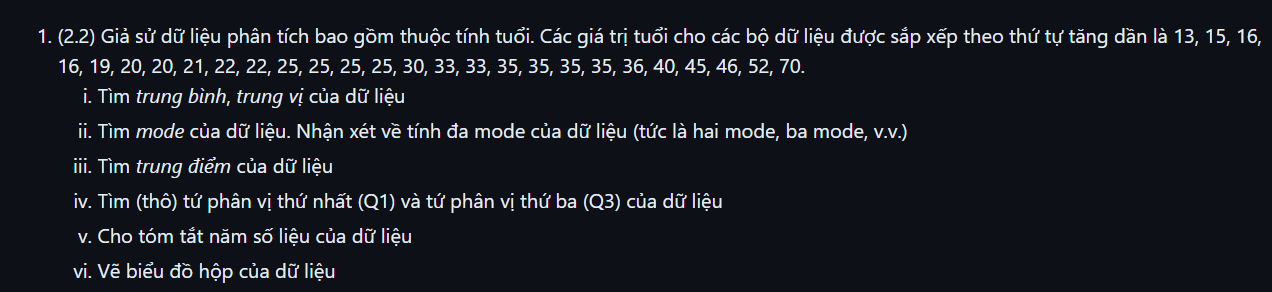 1. (2.2) Giả sử dữ liệu phân tích bao gồm thuộc tính tuổi. Các giá trị tuổi cho các bộ dữ liệu được sắp xếp theo thứ tự tăng dần là 13, 15, 16,
16, 19, 20, 20, 21, 22, 22, 25, 25, 25, 25, 30, 33, 33, 35, 35, 35, 35, 36, 40, 45, 46, 52, 70.
i. Tìm trung bình, trung vị của dữ liệu
ii. Tìm mode của dữ liệu. Nhận xét về tính đa mode của dữ liệu (tức là hai mode, ba mode, v.v.)
iii. Tìm trung điểm của dữ liệu
iv. Tìm (thô) tứ phân vị thứ nhất (Q1) và tứ phân vị thứ ba (Q3) của dữ liệu
v. Cho tóm tắt năm số liệu của dữ liệu
vi. Vẽ biểu đồ hộp của dữ liệu